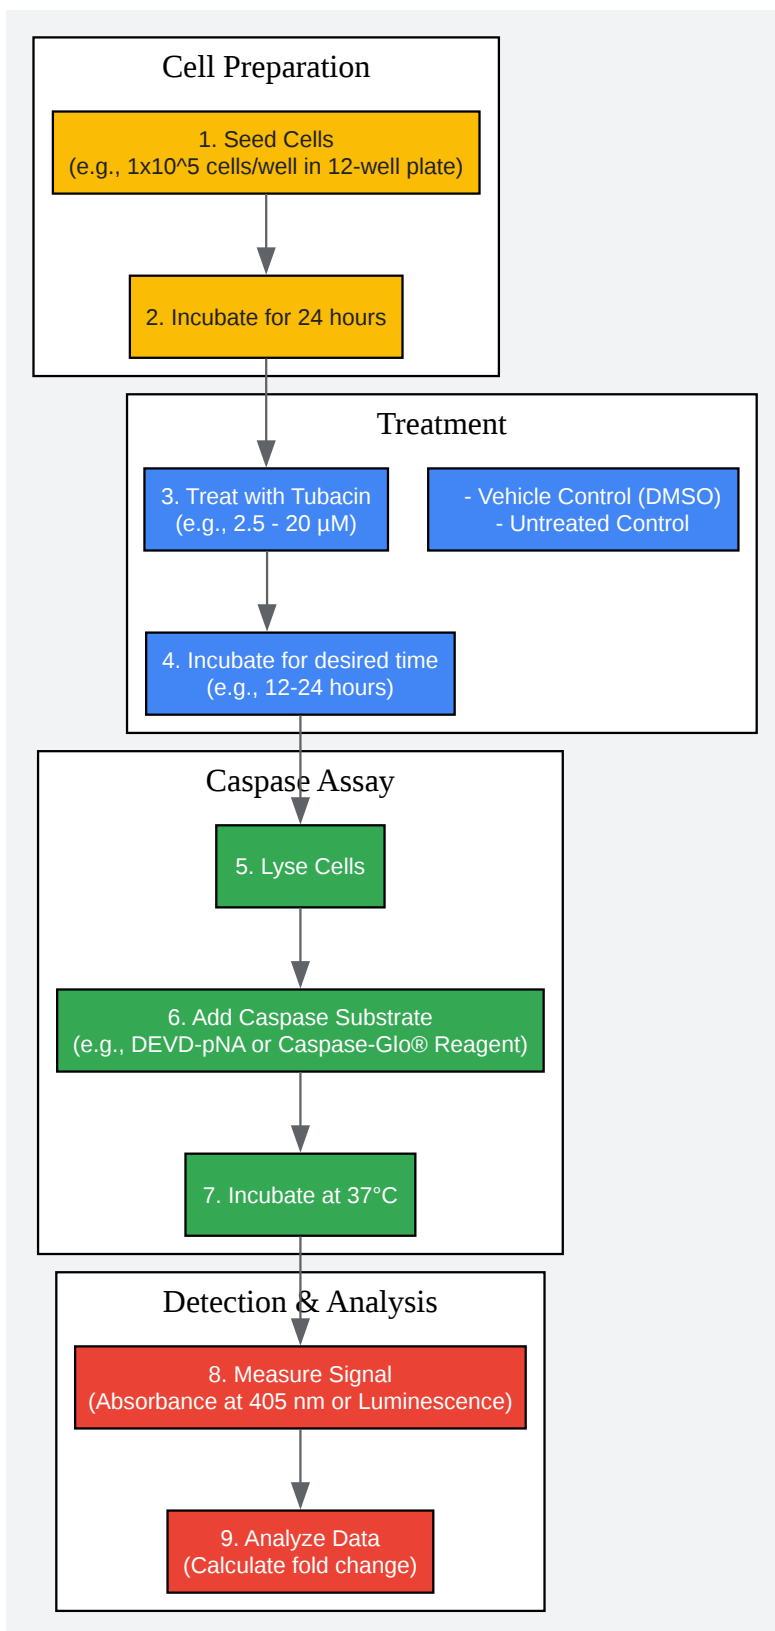 Cell Preparation
1. Seed Cells
(e.g., 1x10^5 cells/well in 12-well plate)
2. Incubate for 24 hours
Treatment
3. Treat with Tubacin
(e.g., 2.5 - 20 µM)
- Vehicle Control (DMSO)
- Untreated Control
4. Incubate for desired time
(e.g., 12-24 hours)
Caspase Assay
5. Lyse Cells
6. Add Caspase Substrate
(e.g., DEVD-pNA or Caspase-Glo® Reagent)
7. Incubate at 37°C
Detection & Analysis
8. Measure Signal
(Absorbance at 405 nm or Luminescence)
9. Analyze Data
(Calculate fold change)